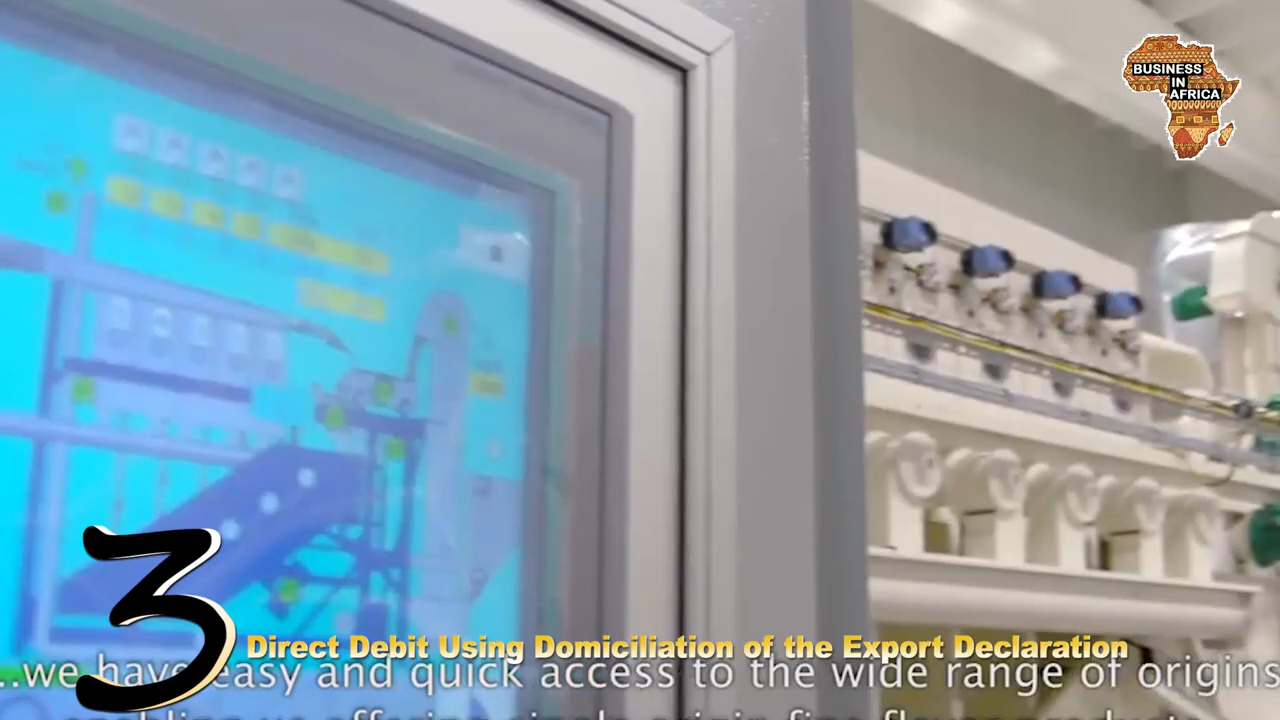 BUSINESS
IN
AFRICA
3
Direct Debit Using Domiciliation of the Export Declaration
..we have easy and quick access to the wide range of origins